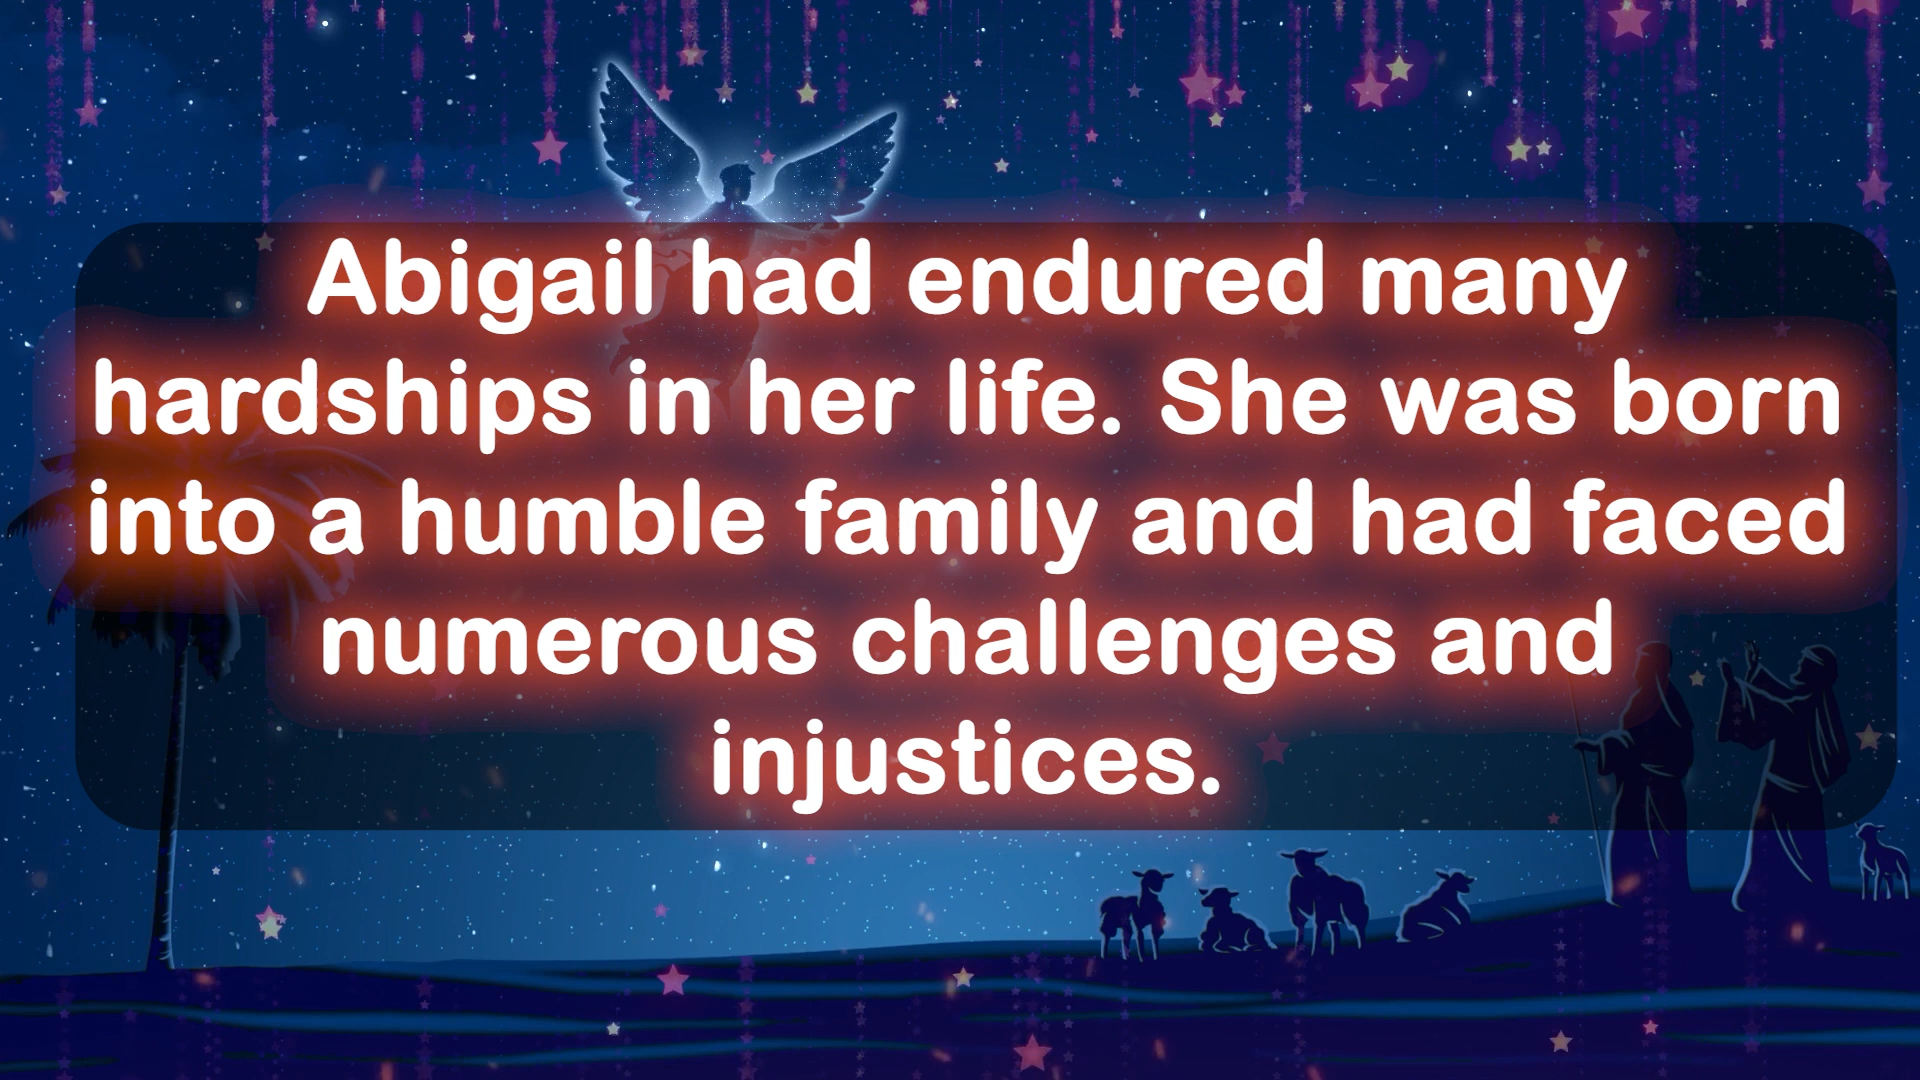 Abigail had endured many
hardships in her life. She was born
into a humble family and had faced
numerous challenges and
injustices.